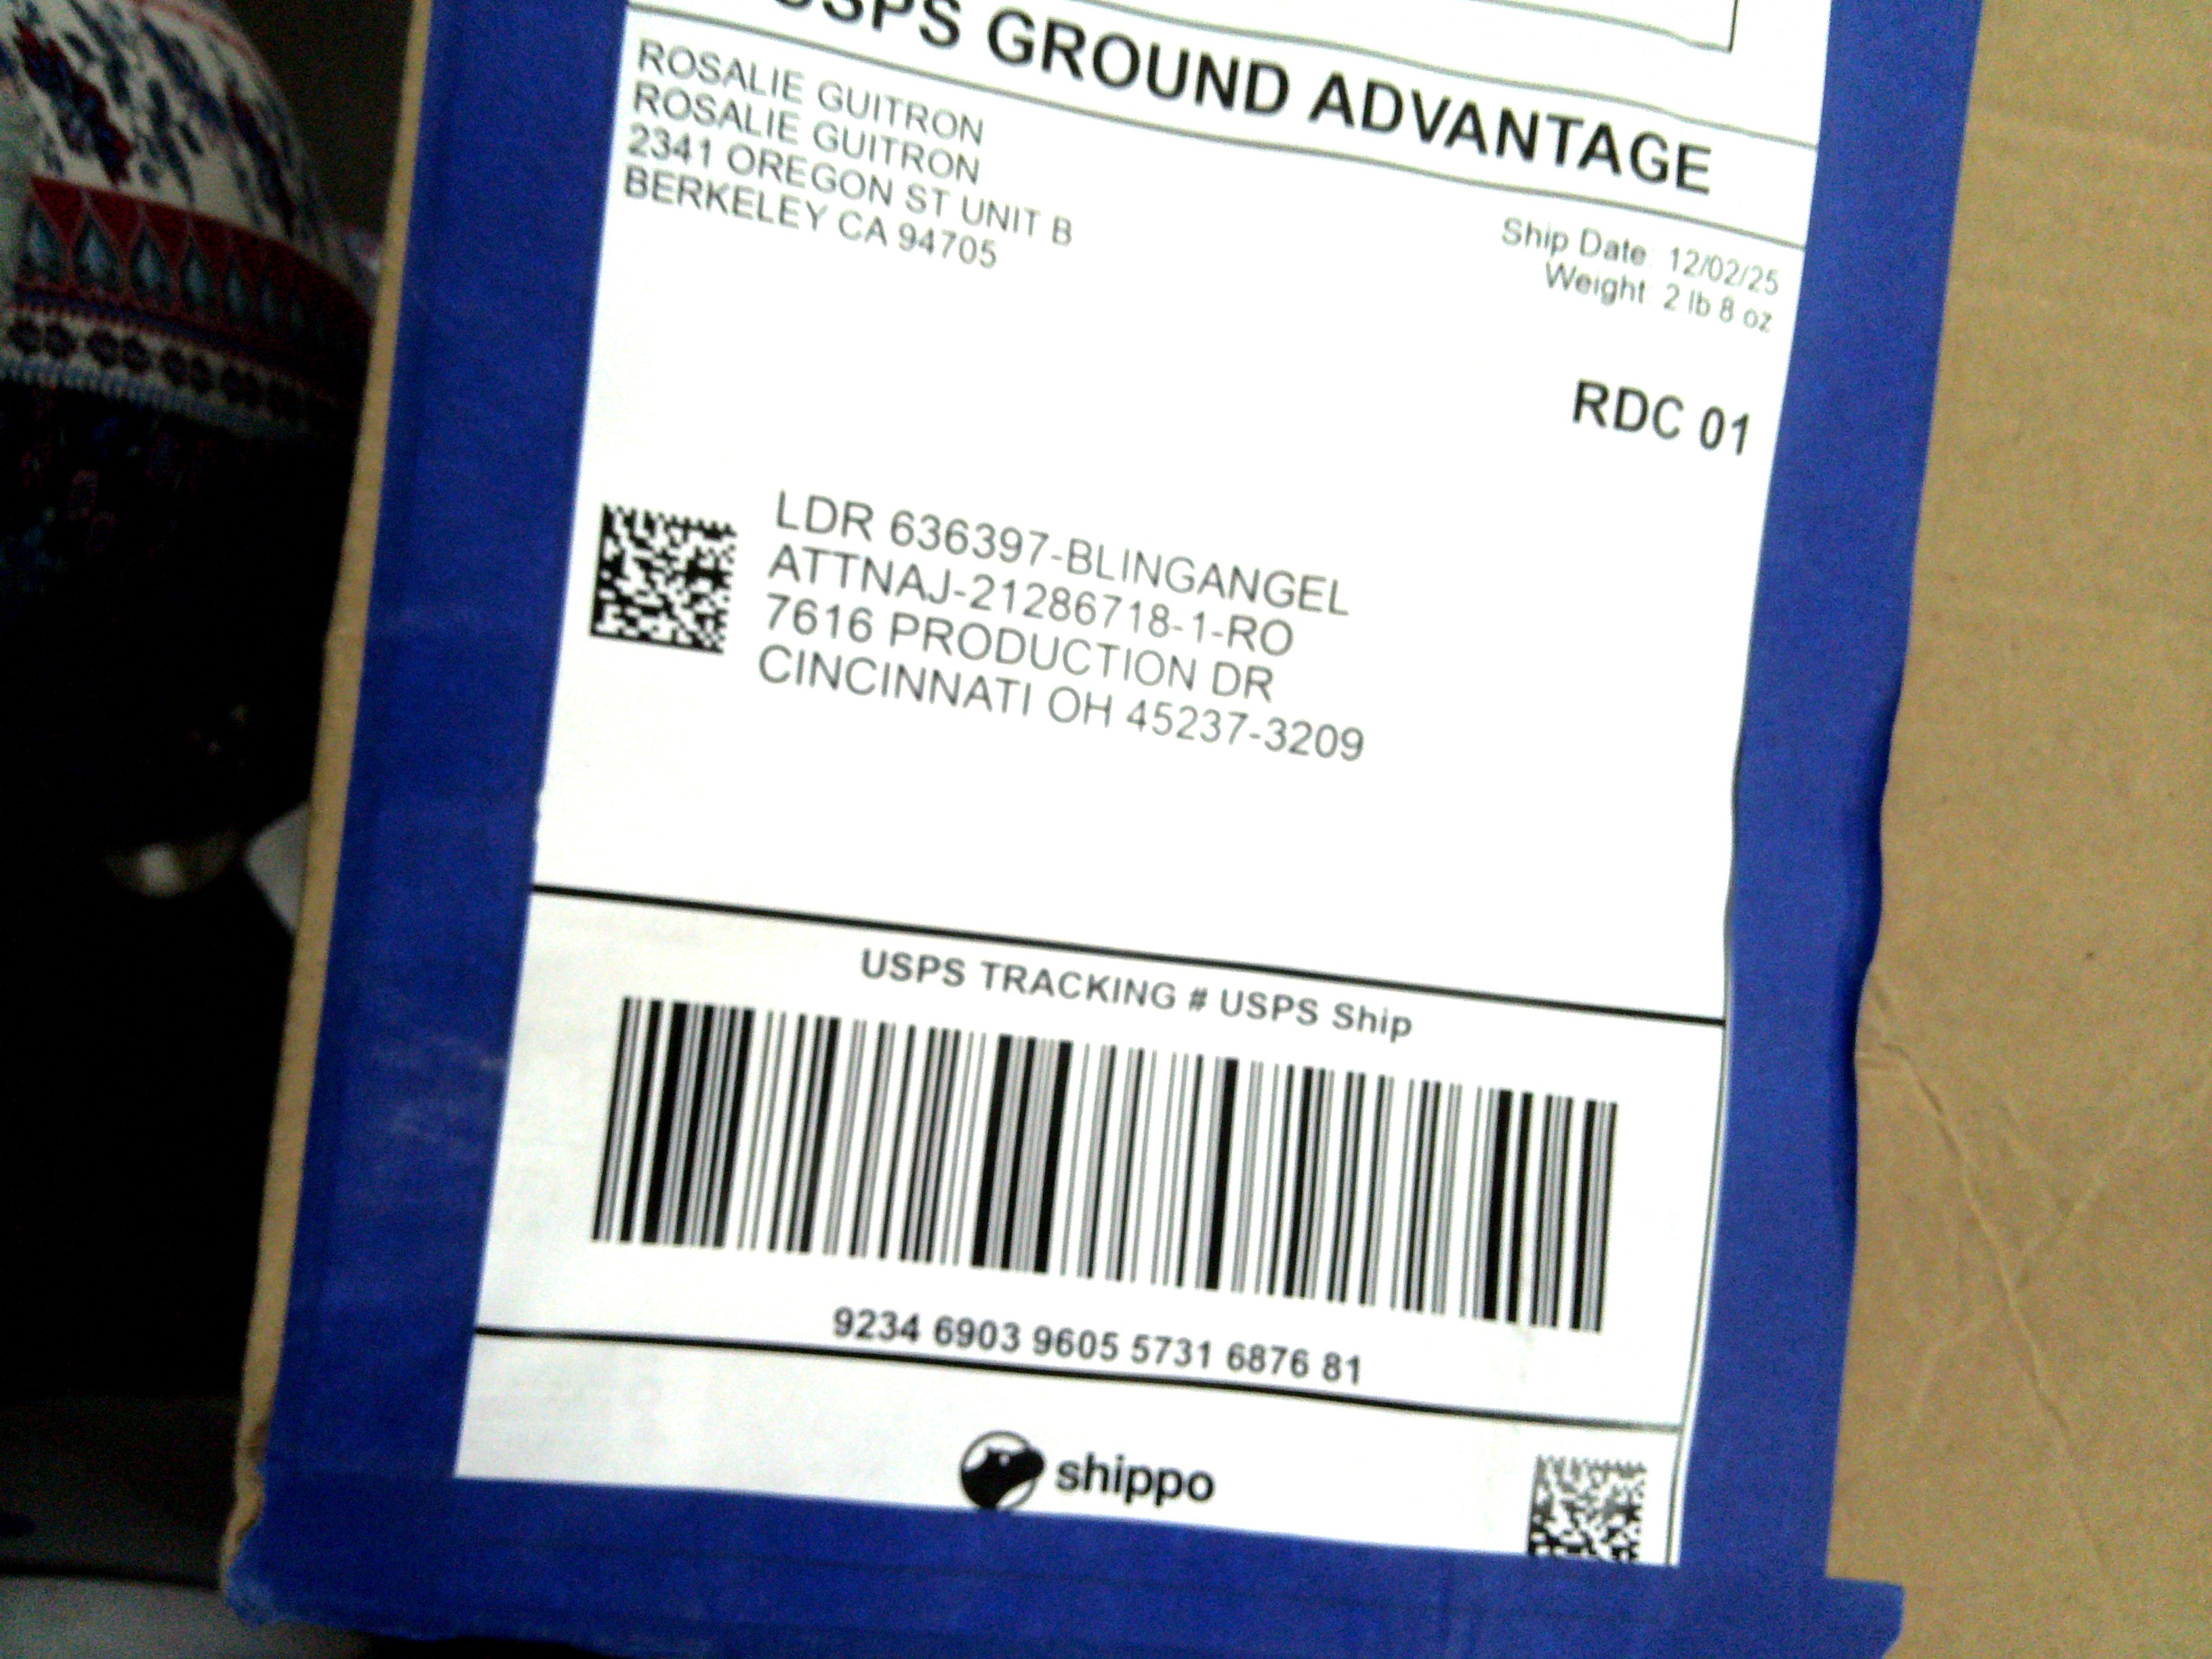 USPS GROUND ADVANTAGE
ROSALIE GUITRON
ROSALIE GUITRON
2341 OREGON ST UNIT B
BERKELEY CA 94705
Ship Date: 12/02/25
Weight: 2 lb 8 oz
RDC 01
LDR 636397-BLINGANGEL
ATTNAJ-21286718-1-RO
7616 PRODUCTION DR
CINCINNATI OH 45237-3209
USPS TRACKING # USPS Ship
9234 6903 9605 5731 6876 81
shippo